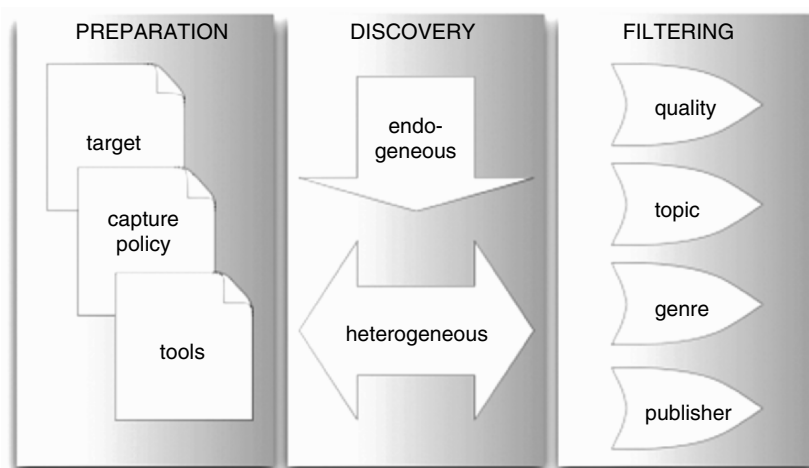 PREPARATION
target
capture
policy
tools
DISCOVERY
endo-
geneous
heterogeneous
FILTERING
quality
topic
genre
publisher